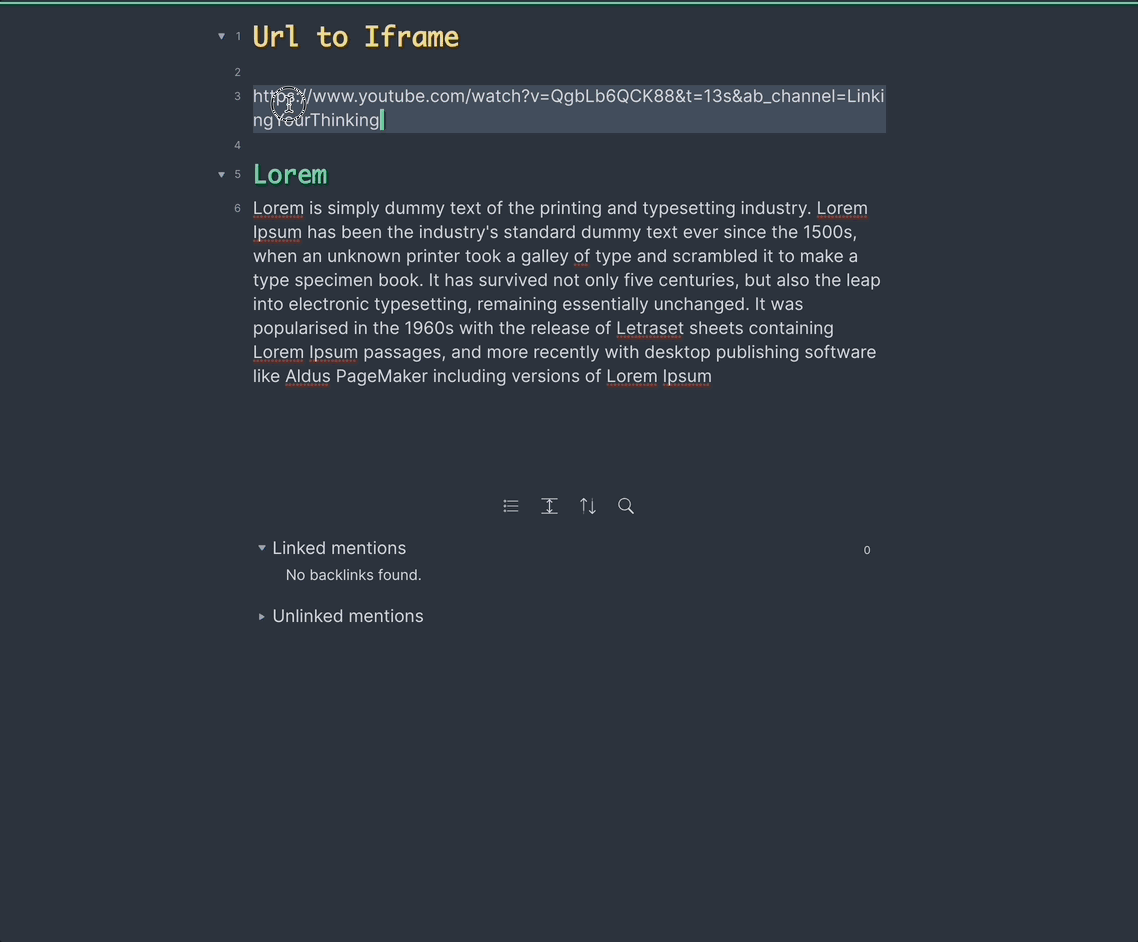 1 Url to Iframe
2
3 https://www.youtube.com/watch?v=QgbLb6QCK88&t=13s&ab_channel=Linki
ngYourThinking
4
5 Lorem
6 Lorem is simply dummy text of the printing and typesetting industry. Lorem
Ipsum has been the industry's standard dummy text ever since the 1500s,
when an unknown printer took a galley of type and scrambled it to make a
type specimen book. It has survived not only five centuries, but also the leap
into electronic typesetting, remaining essentially unchanged. It was
popularised in the 1960s with the release of Letraset sheets containing
Lorem Ipsum passages, and more recently with desktop publishing software
like Aldus PageMaker including versions of Lorem Ipsum
Linked mentions 0
No backlinks found.
Unlinked mentions